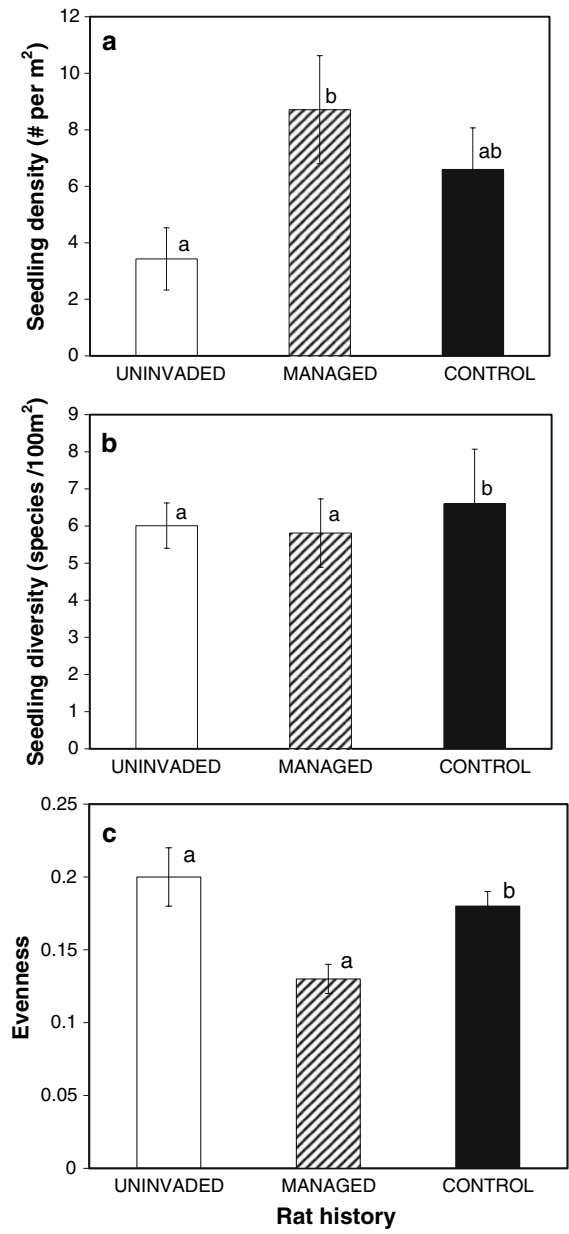 a
Seedling density (# per m²)
12
10
8
6
4
2
0
a
b
ab
UNINVADED MANAGED CONTROL
b
Seedling diversity (species /100m²)
9
8
7
6
5
4
3
2
1
0
a
a
b
UNINVADED MANAGED CONTROL
c
Evenness
0.25
0.2
0.15
0.1
0.05
0
a
a
b
UNINVADED MANAGED CONTROL
Rat history